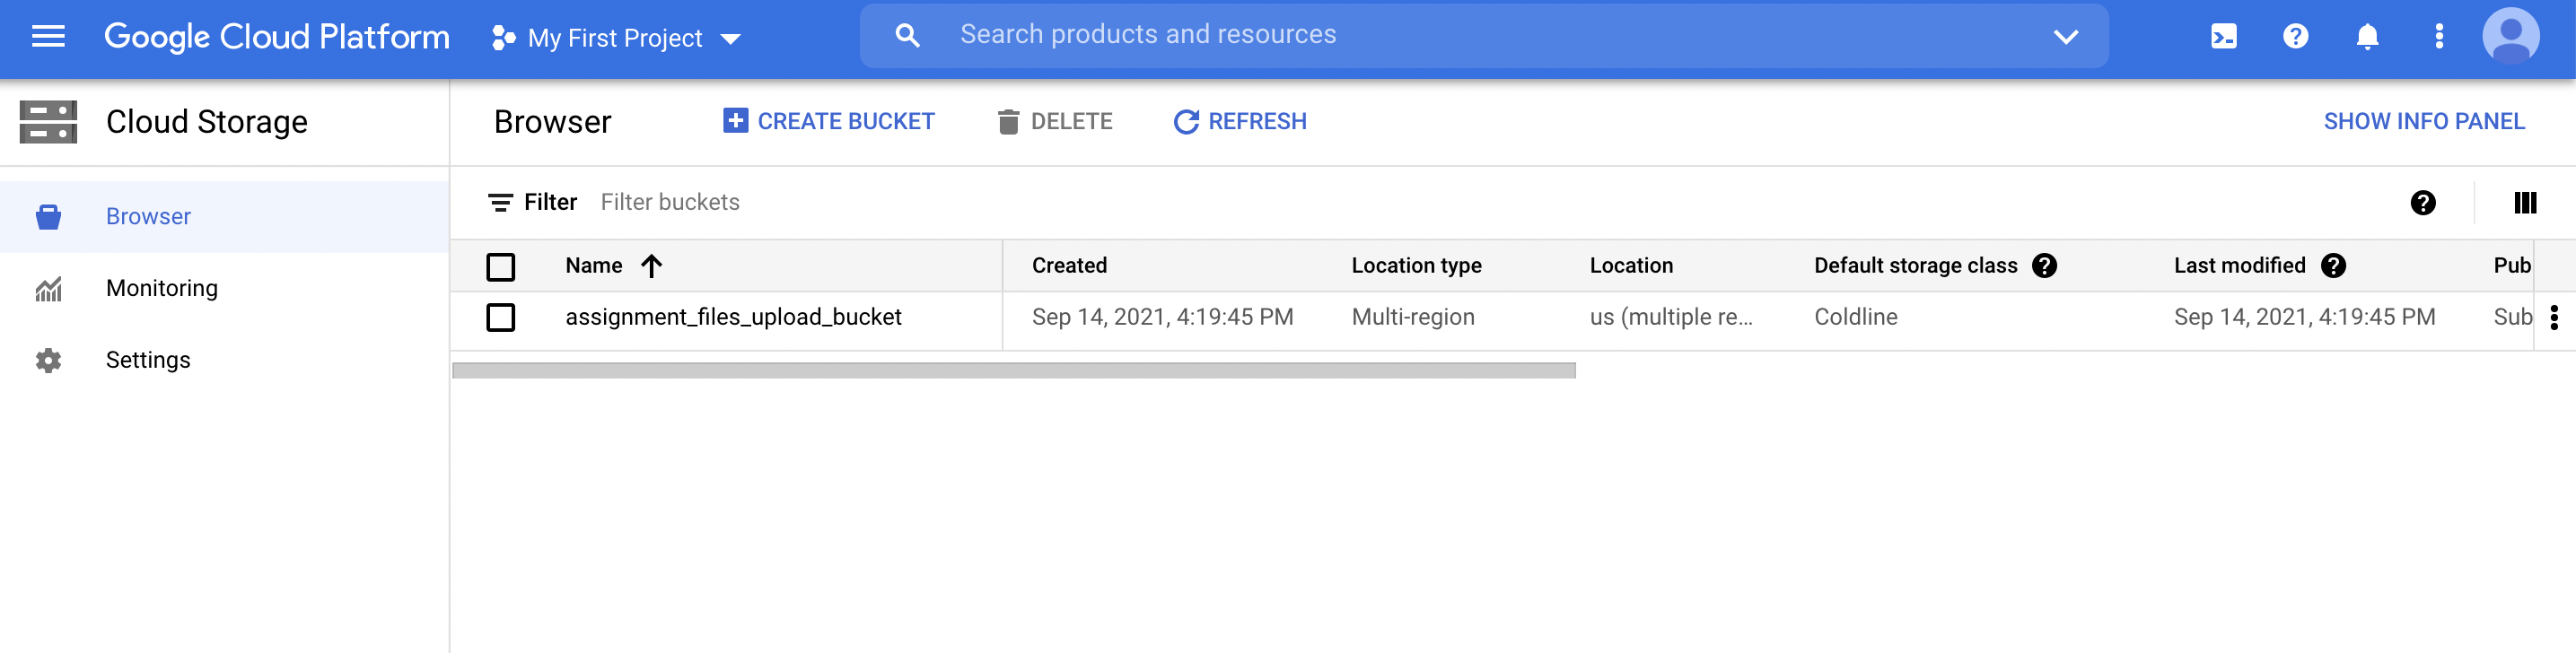 Google Cloud Platform
My First Project
Search products and resources
Cloud Storage
Browser
Monitoring
Settings
Browser
CREATE BUCKET
DELETE
REFRESH
SHOW INFO PANEL
Filter Filter buckets
Name Created Location type Location Default storage class Last modified Pub
assignment_files_upload_bucket Sep 14, 2021, 4:19:45 PM Multi-region us (multiple re... Coldline Sep 14, 2021, 4:19:45 PM Sub